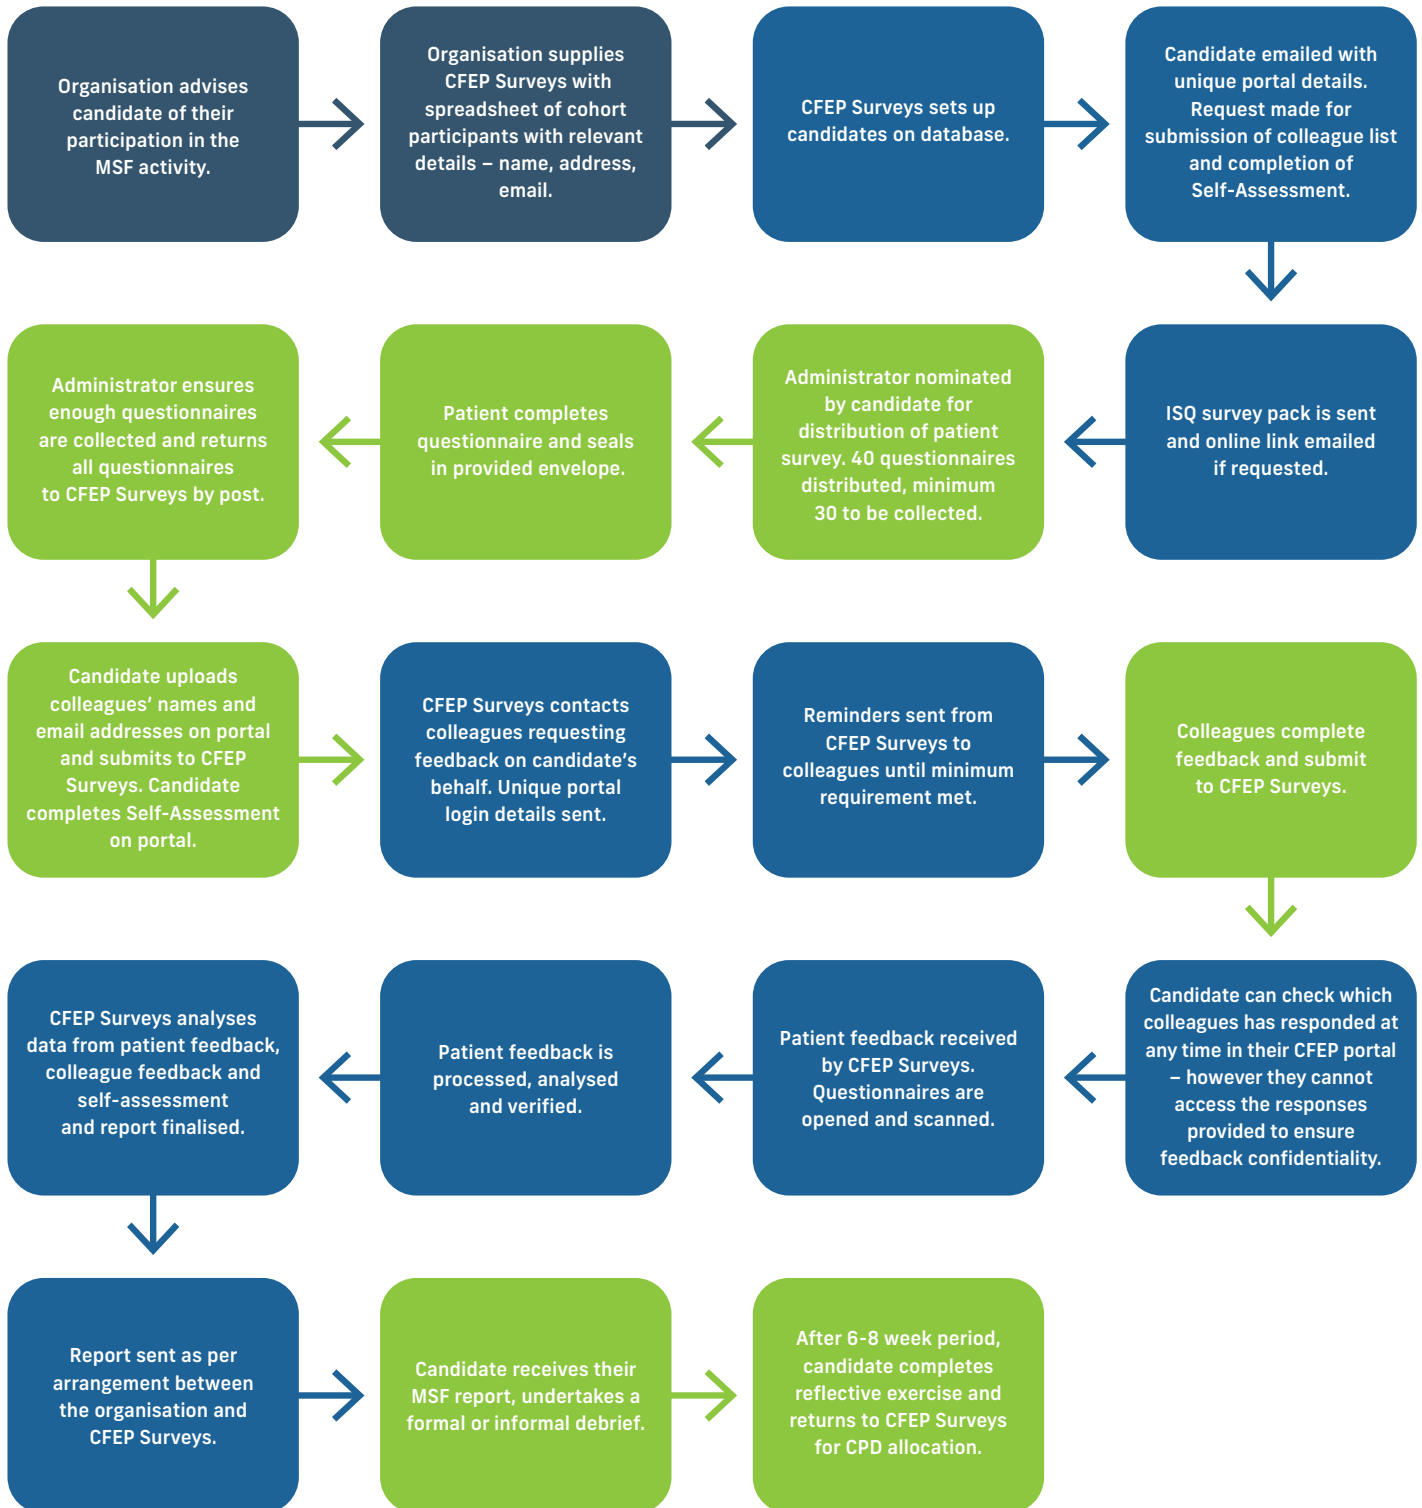 Organisation advises
candidate of their
participation in the
MSF activity.
Organisation supplies
CFEP Surveys with
spreadsheet of cohort
participants with relevant
details – name, address,
email.
CFEP Surveys sets up
candidates on database.
Candidate emailed with
unique portal details.
Request made for
submission of colleague list
and completion of
Self-Assessment.
ISQ survey pack is sent
and online link emailed
if requested.
Administrator nominated
by candidate for
distribution of patient
survey. 40 questionnaires
distributed, minimum
30 to be collected.
Patient completes
questionnaire and seals
in provided envelope.
Administrator ensures
enough questionnaires
are collected and returns
all questionnaires
to CFEP Surveys by post.
Candidate uploads
colleagues’ names and
email addresses on portal
and submits to CFEP
Surveys. Candidate
completes Self-Assessment
on portal.
CFEP Surveys contacts
colleagues requesting
feedback on candidate’s
behalf. Unique portal
login details sent.
Reminders sent from
CFEP Surveys to
colleagues until minimum
requirement met.
Colleagues complete
feedback and submit
to CFEP Surveys.
Candidate can check which
colleagues has responded at
any time in their CFEP portal
– however they cannot
access the responses
provided to ensure
feedback confidentiality.
Patient feedback received
by CFEP Surveys.
Questionnaires are
opened and scanned.
Patient feedback is
processed, analysed
and verified.
CFEP Surveys analyses
data from patient feedback,
colleague feedback and
self-assessment
and report finalised.
Report sent as per
arrangement between
the organisation and
CFEP Surveys.
Candidate receives their
MSF report, undertakes a
formal or informal debrief.
After 6-8 week period,
candidate completes
reflective exercise and
returns to CFEP Surveys
for CPD allocation.